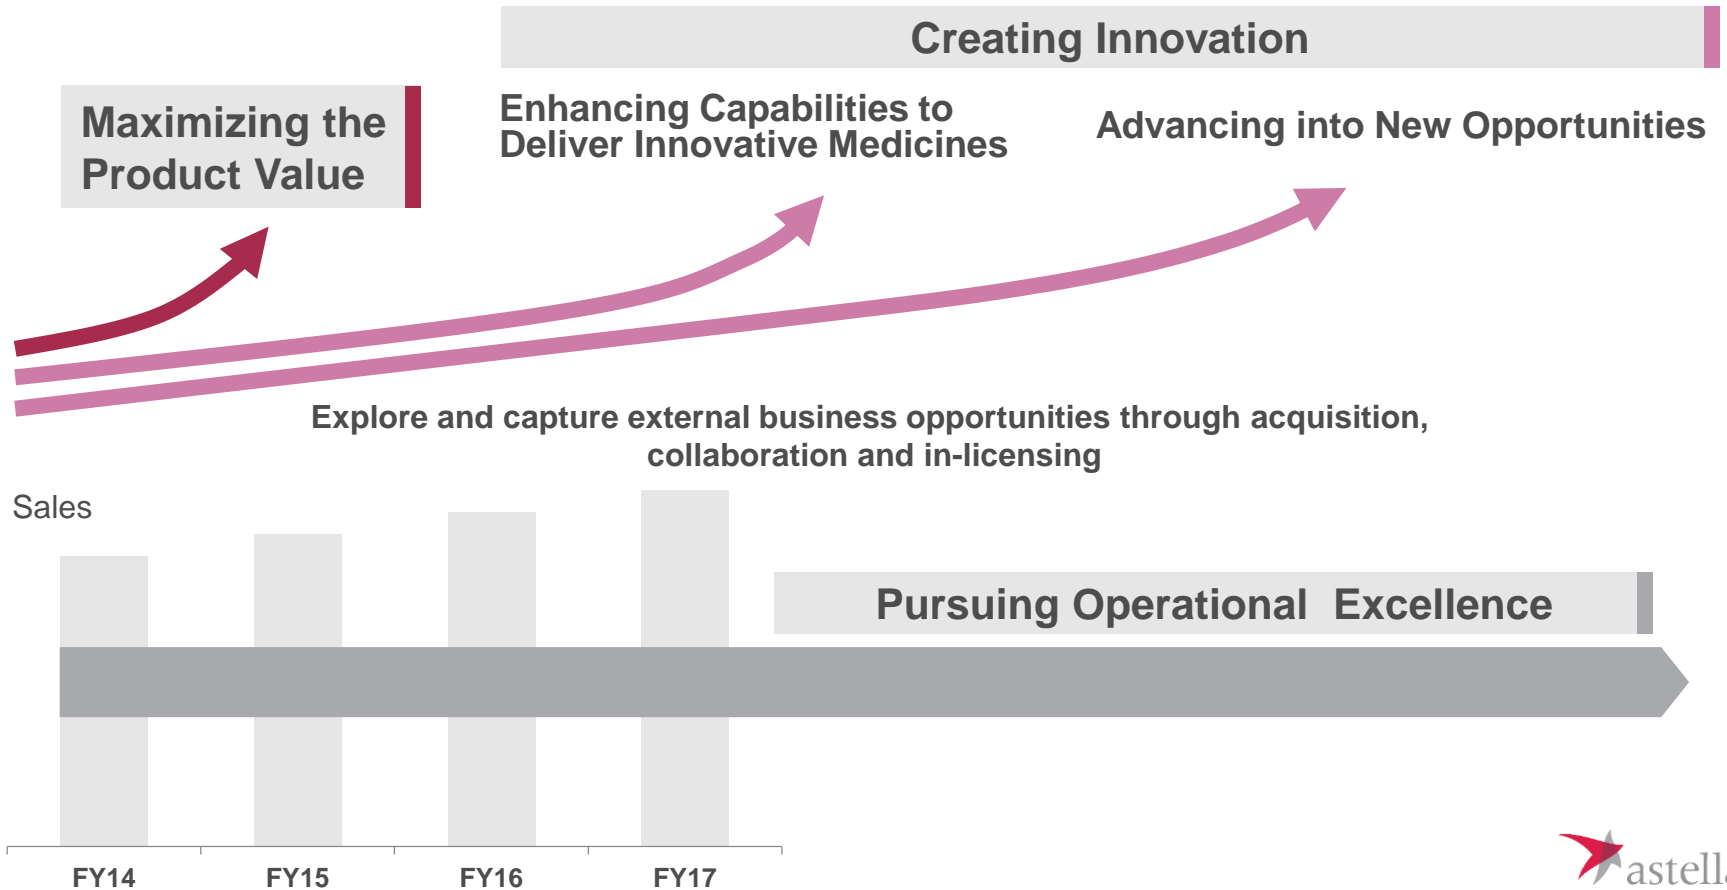 Creating Innovation
Maximizing the
Product Value
Enhancing Capabilities to
Deliver Innovative Medicines
Advancing into New Opportunities
Explore and capture external business opportunities through acquisition,
collaboration and in-licensing
Sales
Pursuing Operational Excellence
FY14 FY15 FY16 FY17